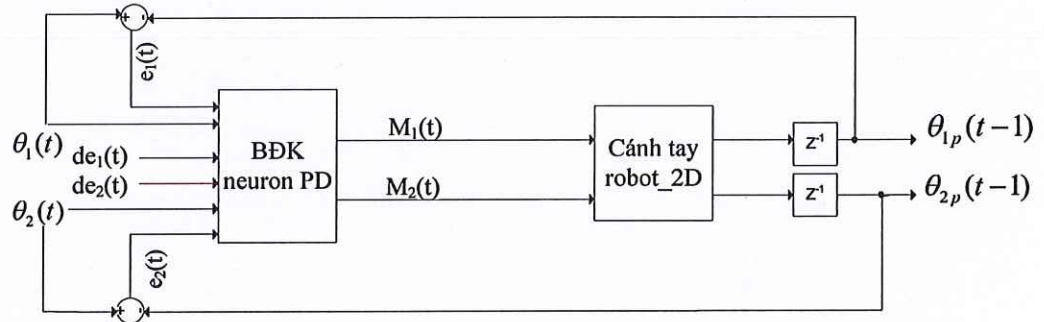 + -
e₁(t)
θ₁(t)
de₁(t)
de₂(t)
θ₂(t)
e₂(t)
+ -
BĐK
neuron PD
M₁(t)
M₂(t)
Cánh tay
robot_2D
Z⁻¹
Z⁻¹
θ₁ₚ(t−1)
θ₂ₚ(t−1)